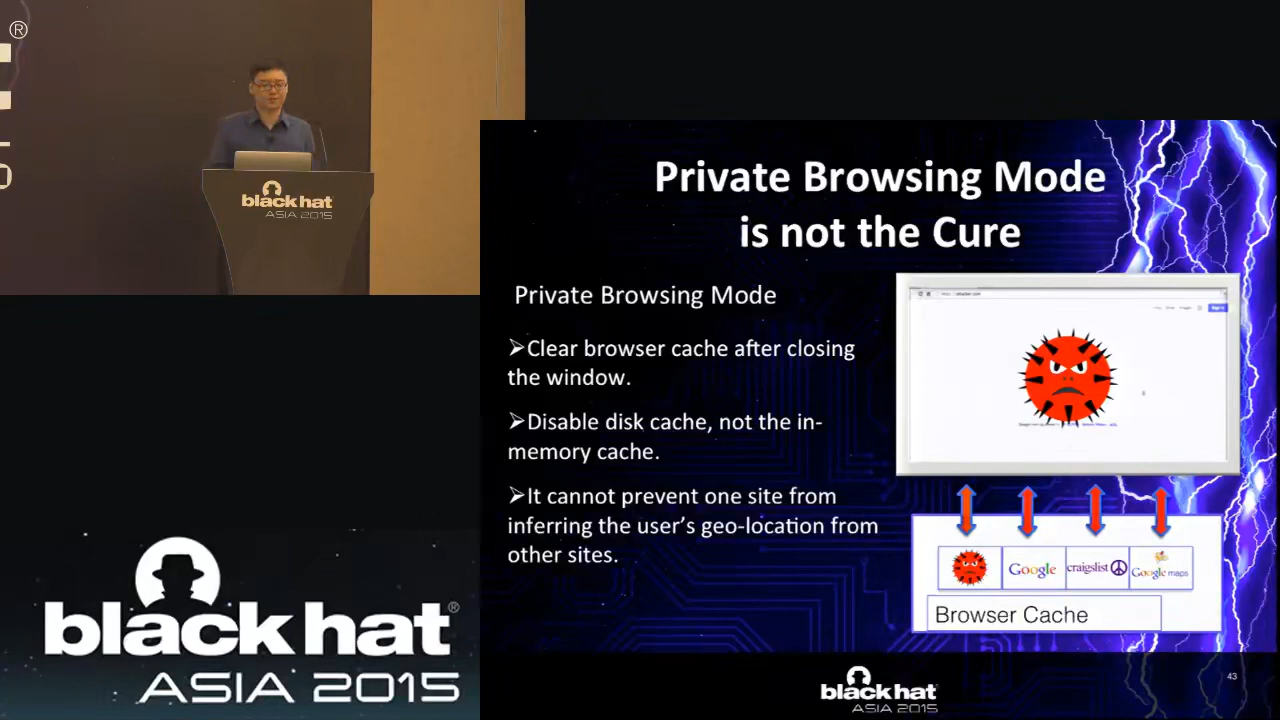 ®
black hat
ASIA 2015
Private Browsing Mode
is not the Cure
Private Browsing Mode
➢Clear browser cache after closing
the window.
➢Disable disk cache, not the in-
memory cache.
➢It cannot prevent one site from
inferring the user's geo-location from
other sites.
Google
craigslist
Google maps
Browser Cache
black hat®
ASIA 2015
black hat
ASIA 2015
43